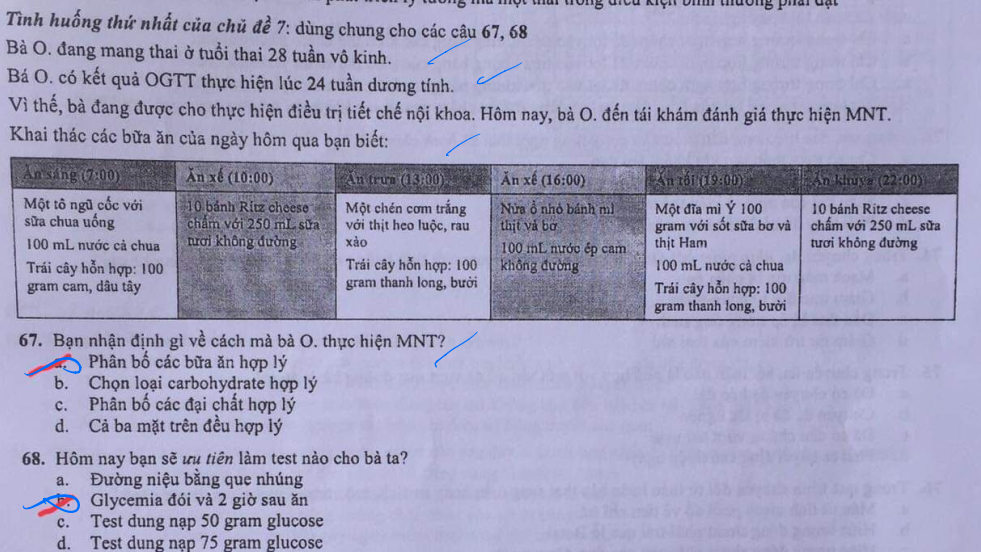 Tình huống thứ nhất của chủ đề 7: dùng chung cho các câu 67, 68
Bà O. đang mang thai ở tuổi thai 28 tuần vô kinh.
Bá O. có kết quả OGTT thực hiện lúc 24 tuần dương tính.
Vì thế, bà đang được cho thực hiện điều trị tiết chế nội khoa. Hôm nay, bà O. đến tái khám đánh giá thực hiện MNT.
Khai thác các bữa ăn của ngày hôm qua bạn biết:
Ăn sáng (7:00) Ăn xế (10:00) Ăn trưa (13:00) Ăn xế (16:00) Ăn tối (19:00) Ăn khuya (22:00)
Một tô ngũ cốc với
sữa chua uống
100 mL nước cà chua
Trái cây hỗn hợp: 100
gram cam, dâu tây
10 bánh Ritz cheese
chấm với 250 mL sữa
tươi không đường
Một chén cơm trắng
với thịt heo luộc, rau
xào
Trái cây hỗn hợp: 100
gram thanh long, bưởi
Nửa ổ nhỏ bánh mì
thịt và bơ
100 mL nước ép cam
không đường
Một đĩa mì Ý 100
gram với sốt sữa bơ và
thịt Ham
100 mL nước cà chua
Trái cây hỗn hợp: 100
gram thanh long, bưởi
10 bánh Ritz cheese
chấm với 250 mL sữa
tươi không đường
67. Bạn nhận định gì về cách mà bà O. thực hiện MNT?
a. Phân bố các bữa ăn hợp lý
b. Chọn loại carbohydrate hợp lý
c. Phân bố các đại chất hợp lý
d. Cả ba mặt trên đều hợp lý
68. Hôm nay bạn sẽ ưu tiên làm test nào cho bà ta?
a. Đường niệu bằng que nhúng
b. Glycemia đói và 2 giờ sau ăn
c. Test dung nạp 50 gram glucose
d. Test dung nạp 75 gram glucose